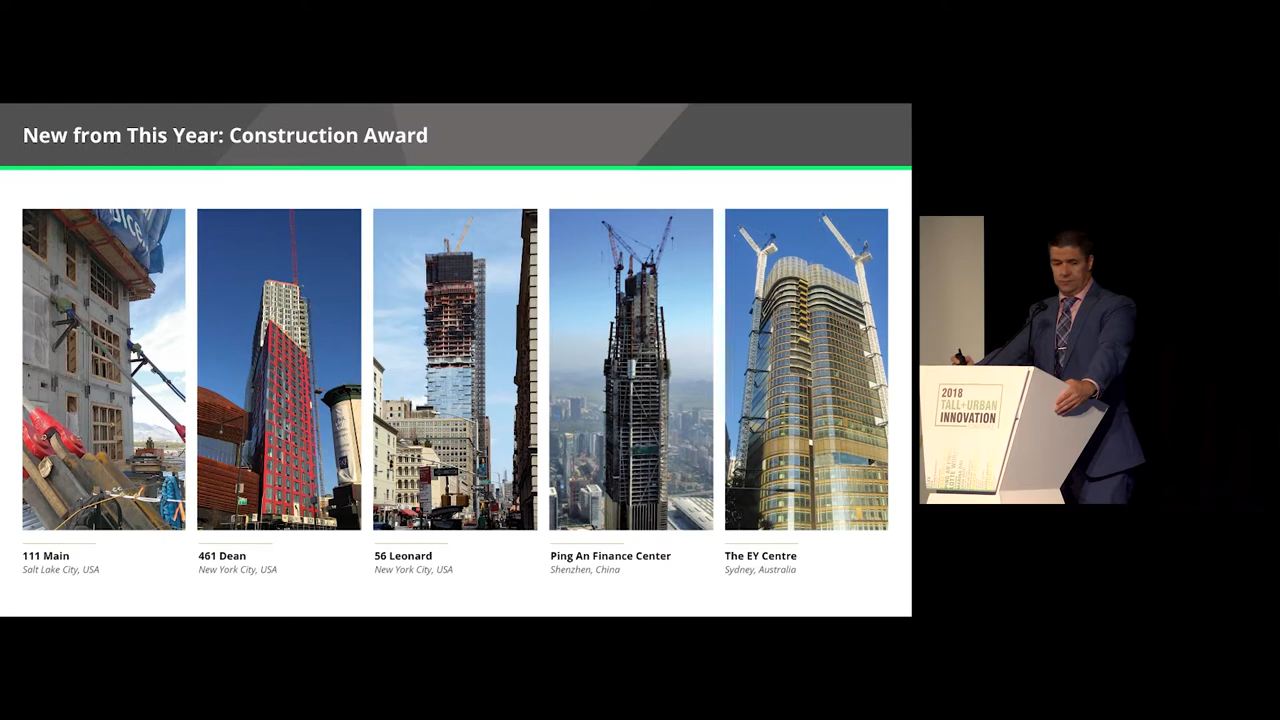 New from This Year: Construction Award
111 Main
Salt Lake City, USA
461 Dean
New York City, USA
56 Leonard
New York City, USA
Ping An Finance Center
Shenzhen, China
The EY Centre
Sydney, Australia
2018
TALL+URBAN
INNOVATION